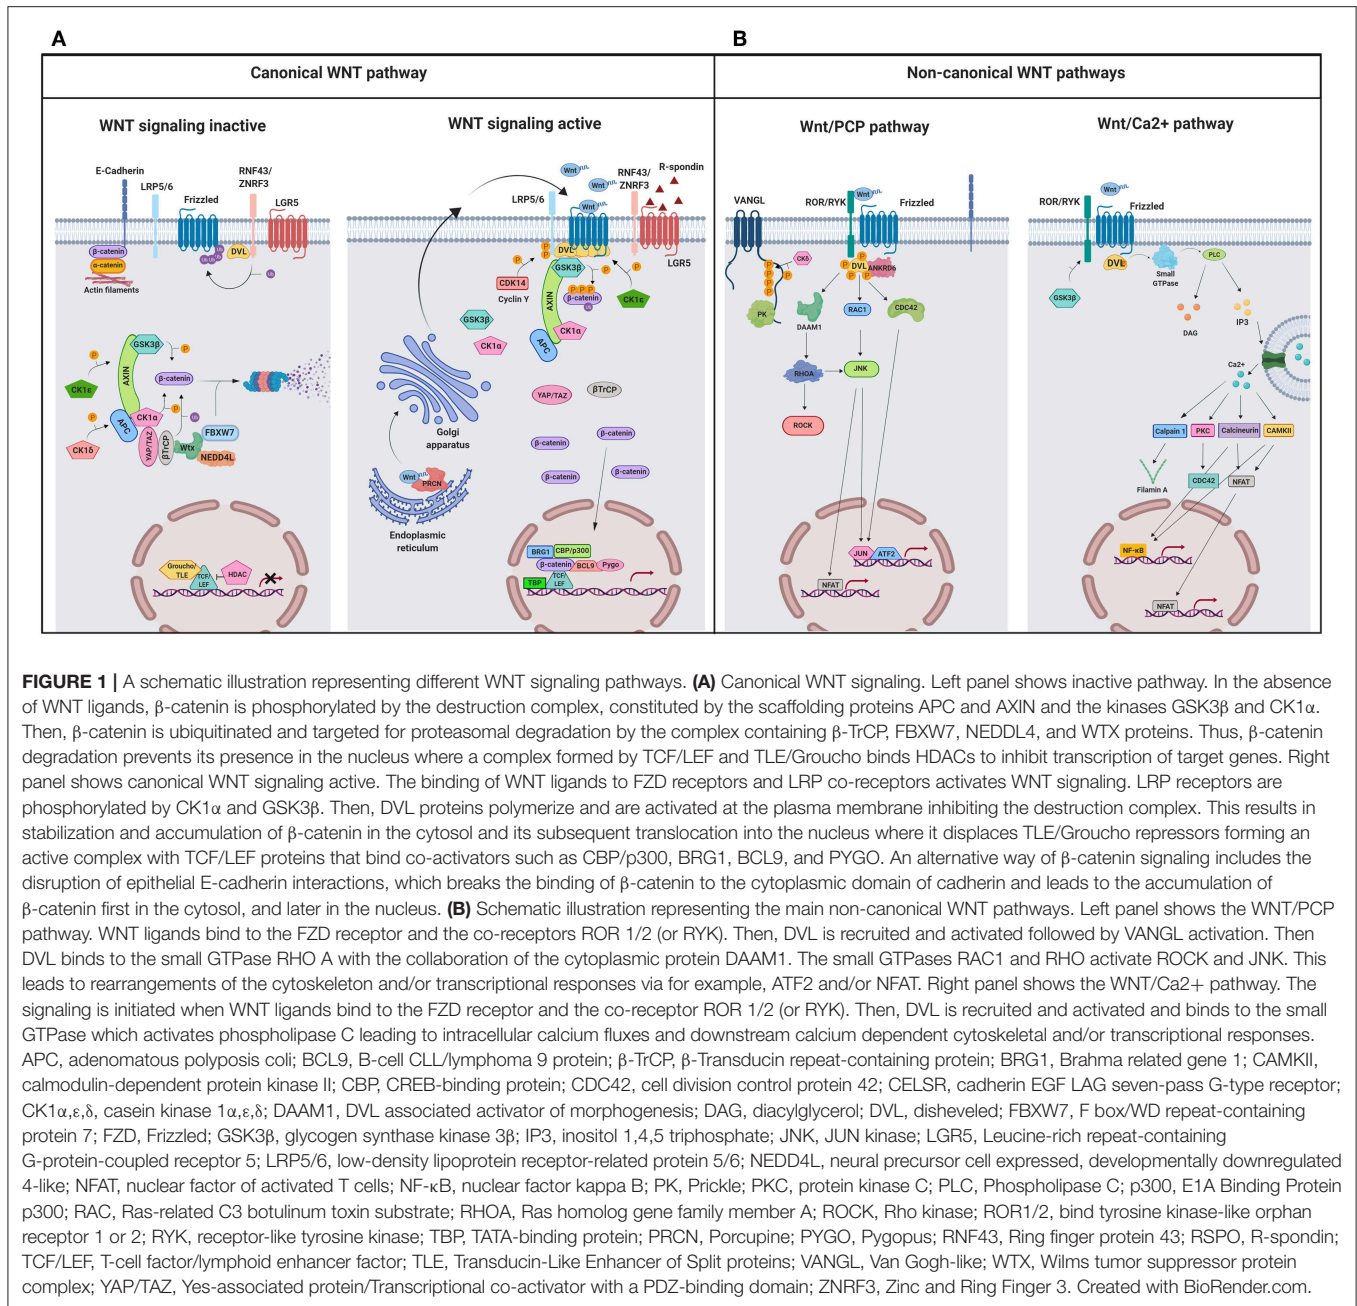 A
B
Canonical WNT pathway
Non-canonical WNT pathways
WNT signaling inactive
E-Cadherin
LRP5/6
Frizzled
RNF43/
ZNRF3
LGR5
β-catenin
α-catenin
Actin filaments
Ub
Ub
Ub
Ub
DVL
Ub
GSK3β
P
P
AXIN
β-catenin
CK1ε
P
APC
CK1α
P
Ub
CK1δ
YAP/TAZ
βTrCP
Wtx
FBXW7
NEDD4L
Groucho/
TLE
TCF/
LEF
HDAC
WNT signaling active
Wnt
Wnt
Wnt
LRP5/6
RNF43/
ZNRF3
R-spondin
LGR5
P
P
DVL
P
P
CDK14
Cyclin Y
GSK3β
P
P P P
β-catenin
Ub
CK1ε
AXIN
GSK3β
CK1α
CK1α
APC
YAP/TAZ
βTrCP
Golgi
apparatus
β-catenin
β-catenin
β-catenin
β-catenin
Wnt
PRCN
Endoplasmic
reticulum
BRG1
CBP/p300
β-catenin
BCL9
Pygo
TBP
TCF/
LEF
Wnt/PCP pathway
VANGL
ROR/RYK
Wnt
Frizzled
CKδ
P
P
P
P
P
P
DVL
P
P
P
ANKRD6
PK
DAAM1
RAC1
CDC42
RHOA
JNK
ROCK
JUN
ATF2
NFAT
Wnt/Ca2+ pathway
Wnt
ROR/RYK
Frizzled
DVL
Small
GTPase
PLC
GSK3β
DAG
IP3
Ca2+
Calpain 1
PKC
Calcineurin
CAMKII
Filamin A
CDC42
NFAT
NF-κB
NFAT
FIGURE 1 | A schematic illustration representing different WNT signaling pathways. (A) Canonical WNT signaling. Left panel shows inactive pathway. In the absence
of WNT ligands, β-catenin is phosphorylated by the destruction complex, constituted by the scaffolding proteins APC and AXIN and the kinases GSK3β and CK1α.
Then, β-catenin is ubiquitinated and targeted for proteasomal degradation by the complex containing β-TrCP, FBXW7, NEDDL4, and WTX proteins. Thus, β-catenin
degradation prevents its presence in the nucleus where a complex formed by TCF/LEF and TLE/Groucho binds HDACs to inhibit transcription of target genes. Right
panel shows canonical WNT signaling active. The binding of WNT ligands to FZD receptors and LRP co-receptors activates WNT signaling. LRP receptors are
phosphorylated by CK1α and GSK3β. Then, DVL proteins polymerize and are activated at the plasma membrane inhibiting the destruction complex. This results in
stabilization and accumulation of β-catenin in the cytosol and its subsequent translocation into the nucleus where it displaces TLE/Groucho repressors forming an
active complex with TCF/LEF proteins that bind co-activators such as CBP/p300, BRG1, BCL9, and PYGO. An alternative way of β-catenin signaling includes the
disruption of epithelial E-cadherin interactions, which breaks the binding of β-catenin to the cytoplasmic domain of cadherin and leads to the accumulation of
β-catenin first in the cytosol, and later in the nucleus. (B) Schematic illustration representing the main non-canonical WNT pathways. Left panel shows the WNT/PCP
pathway. WNT ligands bind to the FZD receptor and the co-receptors ROR 1/2 (or RYK). Then, DVL is recruited and activated followed by VANGL activation. Then
DVL binds to the small GTPase RHO A with the collaboration of the cytoplasmic protein DAAM1. The small GTPases RAC1 and RHO activate ROCK and JNK. This
leads to rearrangements of the cytoskeleton and/or transcriptional responses via for example, ATF2 and/or NFAT. Right panel shows the WNT/Ca2+ pathway. The
signaling is initiated when WNT ligands bind to the FZD receptor and the co-receptor ROR 1/2 (or RYK). Then, DVL is recruited and activated and binds to the small
GTPase which activates phospholipase C leading to intracellular calcium fluxes and downstream calcium dependent cytoskeletal and/or transcriptional responses.
APC, adenomatous polyposis coli; BCL9, B-cell CLL/lymphoma 9 protein; β-TrCP, β-Transducin repeat-containing protein; BRG1, Brahma related gene 1; CAMKII,
calmodulin-dependent protein kinase II; CBP, CREB-binding protein; CDC42, cell division control protein 42; CELSR, cadherin EGF LAG seven-pass G-type receptor;
CK1α,ε,δ, casein kinase 1α,ε,δ; DAAM1, DVL associated activator of morphogenesis; DAG, diacylglycerol; DVL, disheveled; FBXW7, F box/WD repeat-containing
protein 7; FZD, Frizzled; GSK3β, glycogen synthase kinase 3β; IP3, inositol 1,4,5 triphosphate; JNK, JUN kinase; LGR5, Leucine-rich repeat-containing
G-protein-coupled receptor 5; LRP5/6, low-density lipoprotein receptor-related protein 5/6; NEDD4L, neural precursor cell expressed, developmentally downregulated
4-like; NFAT, nuclear factor of activated T cells; NF-κB, nuclear factor kappa B; PK, Prickle; PKC, protein kinase C; PLC, Phospholipase C; p300, E1A Binding Protein
p300; RAC, Ras-related C3 botulinum toxin substrate; RHOA, Ras homolog gene family member A; ROCK, Rho kinase; ROR1/2, bind tyrosine kinase-like orphan
receptor 1 or 2; RYK, receptor-like tyrosine kinase; TBP, TATA-binding protein; PRCN, Porcupine; PYGO, Pygopus; RNF43, Ring finger protein 43; RSPO, R-spondin;
TCF/LEF, T-cell factor/lymphoid enhancer factor; TLE, Transducin-Like Enhancer of Split proteins; VANGL, Van Gogh-like; WTX, Wilms tumor suppressor protein
complex; YAP/TAZ, Yes-associated protein/Transcriptional co-activator with a PDZ-binding domain; ZNRF3, Zinc and Ring Finger 3. Created with BioRender.com.